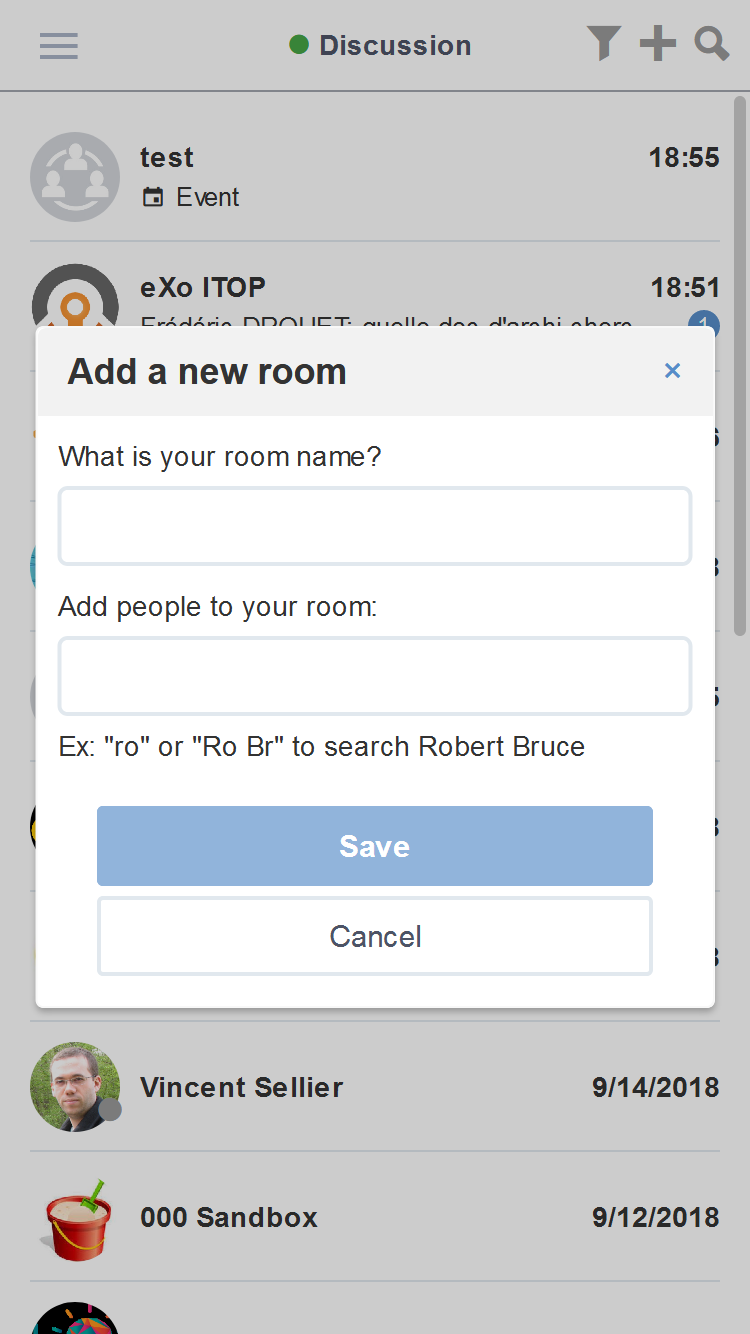 Discussion
test
18:55
Event
eXo ITOP
18:51
Frédéric DROUET: quelle doc d'archi chers
1
Add a new room
×
What is your room name?
Add people to your room:
Ex: "ro" or "Ro Br" to search Robert Bruce
Save
Cancel
Vincent Sellier
9/14/2018
000 Sandbox
9/12/2018